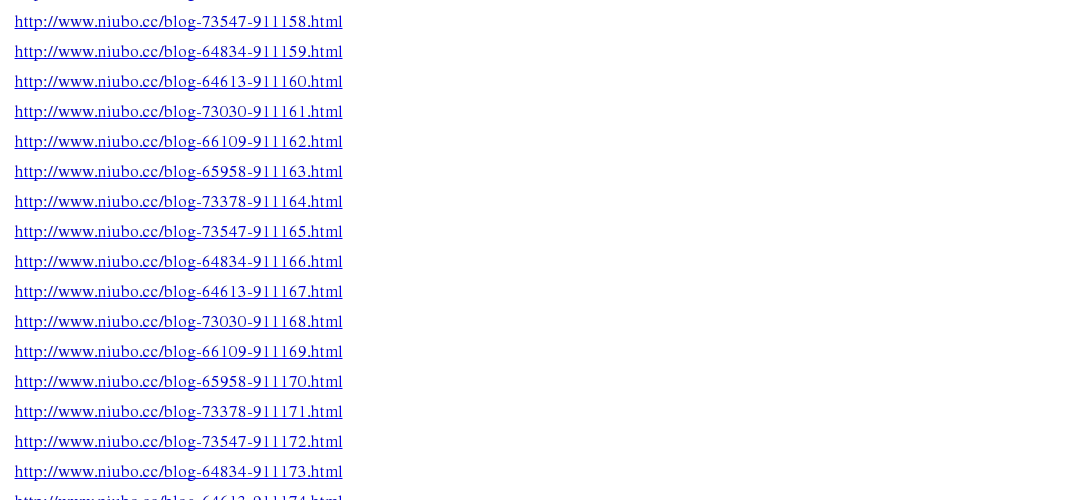 http://www.niubo.cc/blog-73547-911158.html
http://www.niubo.cc/blog-64834-911159.html
http://www.niubo.cc/blog-64613-911160.html
http://www.niubo.cc/blog-73030-911161.html
http://www.niubo.cc/blog-66109-911162.html
http://www.niubo.cc/blog-65958-911163.html
http://www.niubo.cc/blog-73378-911164.html
http://www.niubo.cc/blog-73547-911165.html
http://www.niubo.cc/blog-64834-911166.html
http://www.niubo.cc/blog-64613-911167.html
http://www.niubo.cc/blog-73030-911168.html
http://www.niubo.cc/blog-66109-911169.html
http://www.niubo.cc/blog-65958-911170.html
http://www.niubo.cc/blog-73378-911171.html
http://www.niubo.cc/blog-73547-911172.html
http://www.niubo.cc/blog-64834-911173.html